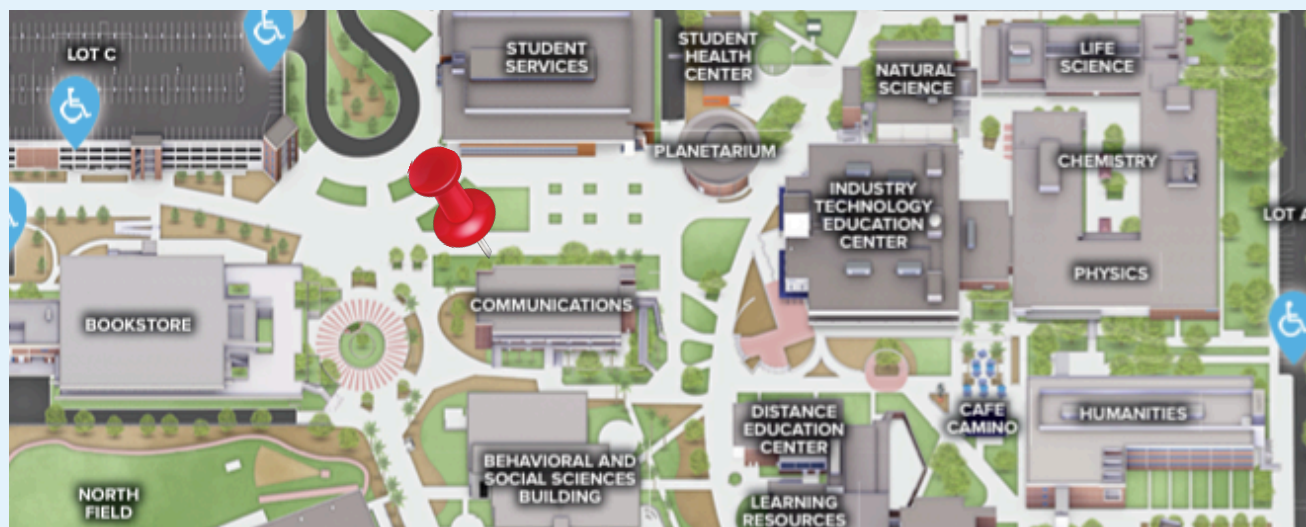 LOT C
STUDENT
SERVICES
STUDENT
HEALTH
CENTER
NATURAL
SCIENCE
LIFE
SCIENCE
PLANETARIUM
CHEMISTRY
INDUSTRY
TECHNOLOGY
EDUCATION
CENTER
LOT A
PHYSICS
COMMUNICATIONS
BOOKSTORE
DISTANCE
EDUCATION
CENTER
CAFE
CAMINO
HUMANITIES
BEHAVIORAL AND
SOCIAL SCIENCES
BUILDING
NORTH
FIELD
LEARNING
RESOURCES